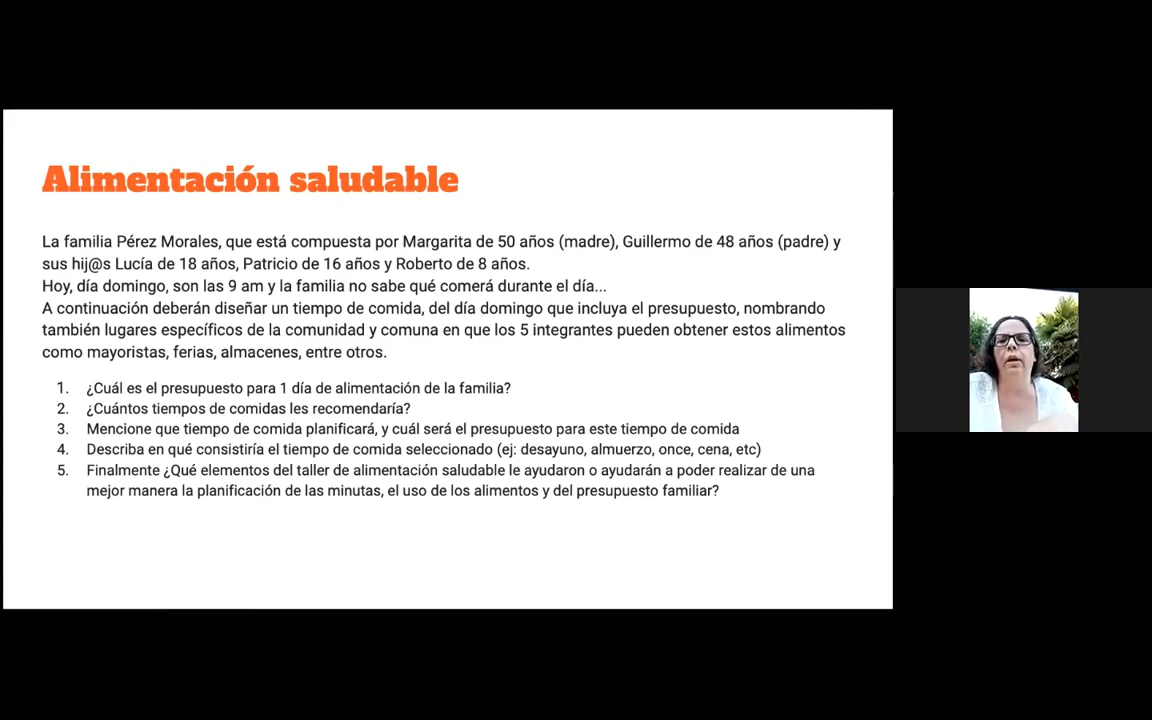 Alimentación saludable
La familia Pérez Morales, que está compuesta por Margarita de 50 años (madre), Guillermo de 48 años (padre) y
sus hij@s Lucía de 18 años, Patricio de 16 años y Roberto de 8 años.
Hoy, día domingo, son las 9 am y la familia no sabe qué comerá durante el día...
A continuación deberán diseñar un tiempo de comida, del día domingo que incluya el presupuesto, nombrando
también lugares específicos de la comunidad y comuna en que los 5 integrantes pueden obtener estos alimentos
como mayoristas, ferias, almacenes, entre otros.
1. ¿Cuál es el presupuesto para 1 día de alimentación de la familia?
2. ¿Cuántos tiempos de comidas les recomendaría?
3. Mencione que tiempo de comida planificará, y cuál será el presupuesto para este tiempo de comida
4. Describa en qué consistiría el tiempo de comida seleccionado (ej: desayuno, almuerzo, once, cena, etc)
5. Finalmente ¿Qué elementos del taller de alimentación saludable le ayudaron o ayudarán a poder realizar de una
mejor manera la planificación de las minutas, el uso de los alimentos y del presupuesto familiar?